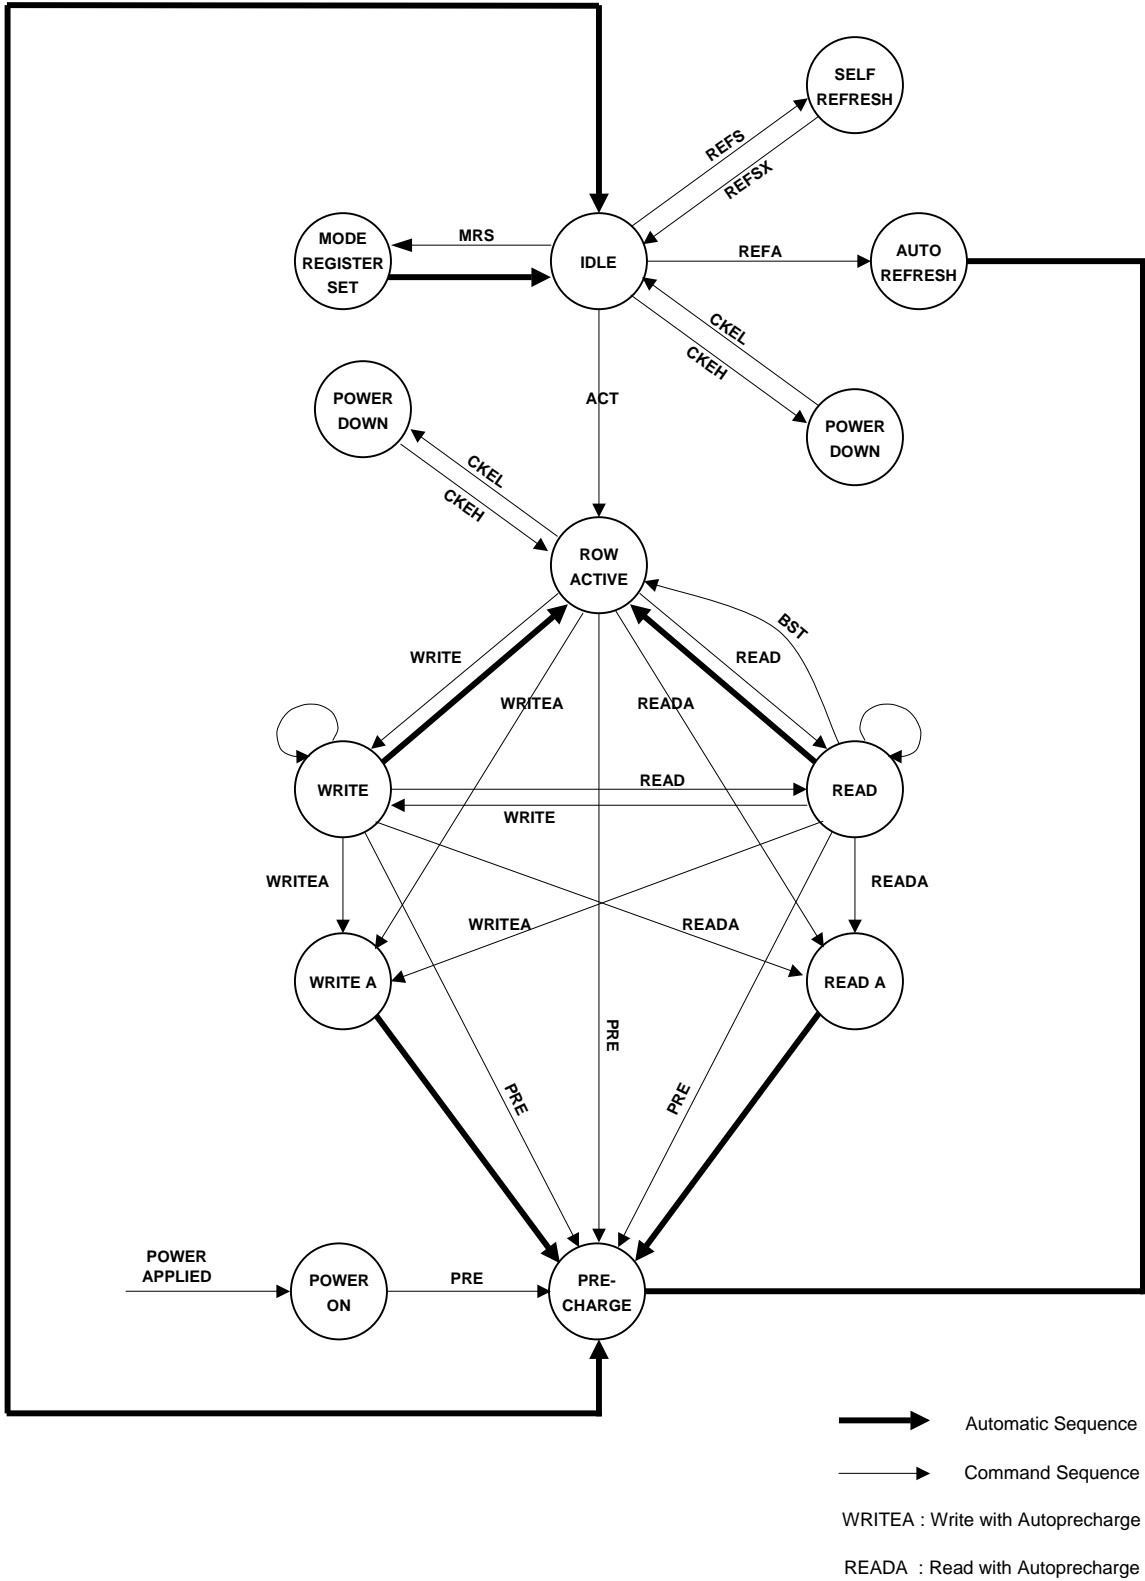 SELF
REFRESH
REFS
REFSX
MODE
REGISTER
SET
MRS
IDLE
REFA
AUTO
REFRESH
CKEL
CKEH
POWER
DOWN
ACT
POWER
DOWN
CKEL
CKEH
ROW
ACTIVE
BST
WRITE
READ
WRITEA
READA
WRITE
READ
READ
WRITE
WRITEA
READA
WRITEA
READA
WRITE A
READ A
PRE
PRE
PRE
POWER
APPLIED
POWER
ON
PRE
PRE-
CHARGE
Automatic Sequence
Command Sequence
WRITEA : Write with Autoprecharge
READA : Read with Autoprecharge